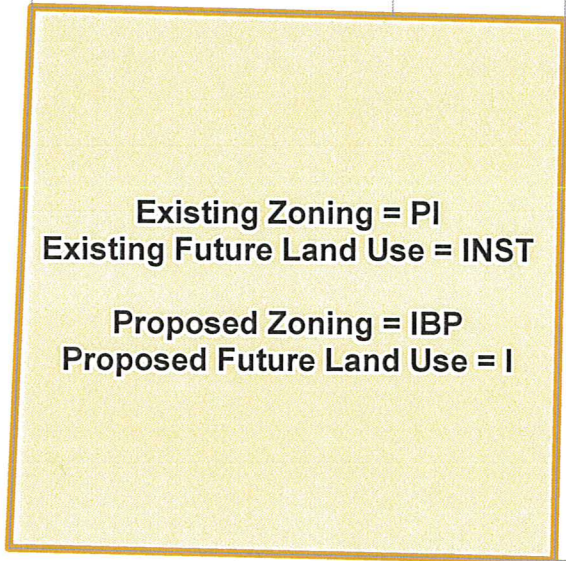 Existing Zoning = PI
Existing Future Land Use = INST
Proposed Zoning = IBP
Proposed Future Land Use = I